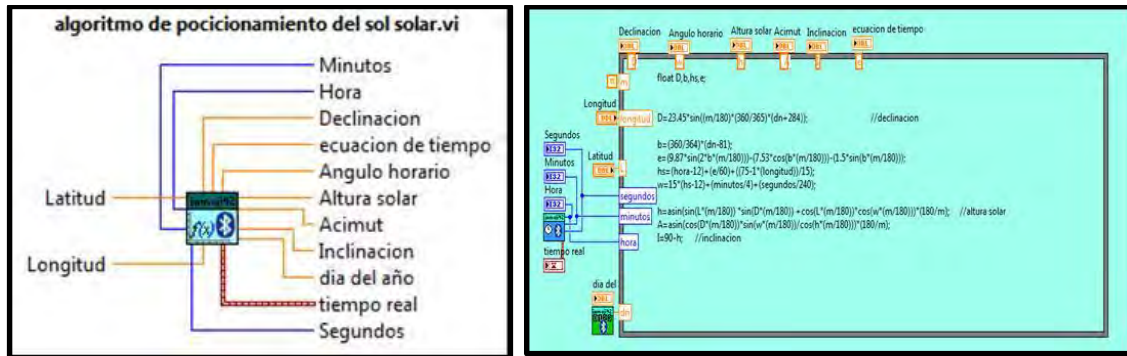 algoritmo de pocicionamiento del sol solar.vi
Minutos
Hora
Declinacion
ecuacion de tiempo
Angulo horario
Latitud
Altura solar
Acimut
Inclinacion
Longitud
dia del año
tiempo real
Segundos
f(x)
Declinacion Angulo horario Altura solar Acimut Inclinacion ecuacion de tiempo
m
float D,b,hs,e;
Longitud
longitud
D=23.45*sin((m/180)*(360/365)*(dn+284)); //declinacion
b=(360/364)*(dn-81);
e=(9.87*sin(2*b*(m/180)))-(7.53*cos(b*(m/180)))-(1.5*sin(b*(m/180)));
hs=(hora-12)+(e/60)+((75-1*(longitud))/15);
w=15*(hs-12)+(minutos/4)+(segundos/240);
Latitud
L
Segundos
I32
Minutos
I32
Hora
I32
segundos
minutos
hora
h=asin(sin(L*(m/180)) *sin(D*(m/180)) +cos(L*(m/180))*cos(w*(m/180)))*(180/m); //altura solar
A=asin(cos(D*(m/180))*sin(w*(m/180))/cos(h*(m/180)))*(180/m);
I=90-h; //inclinacion
tiempo real
dia del
DBL
dn